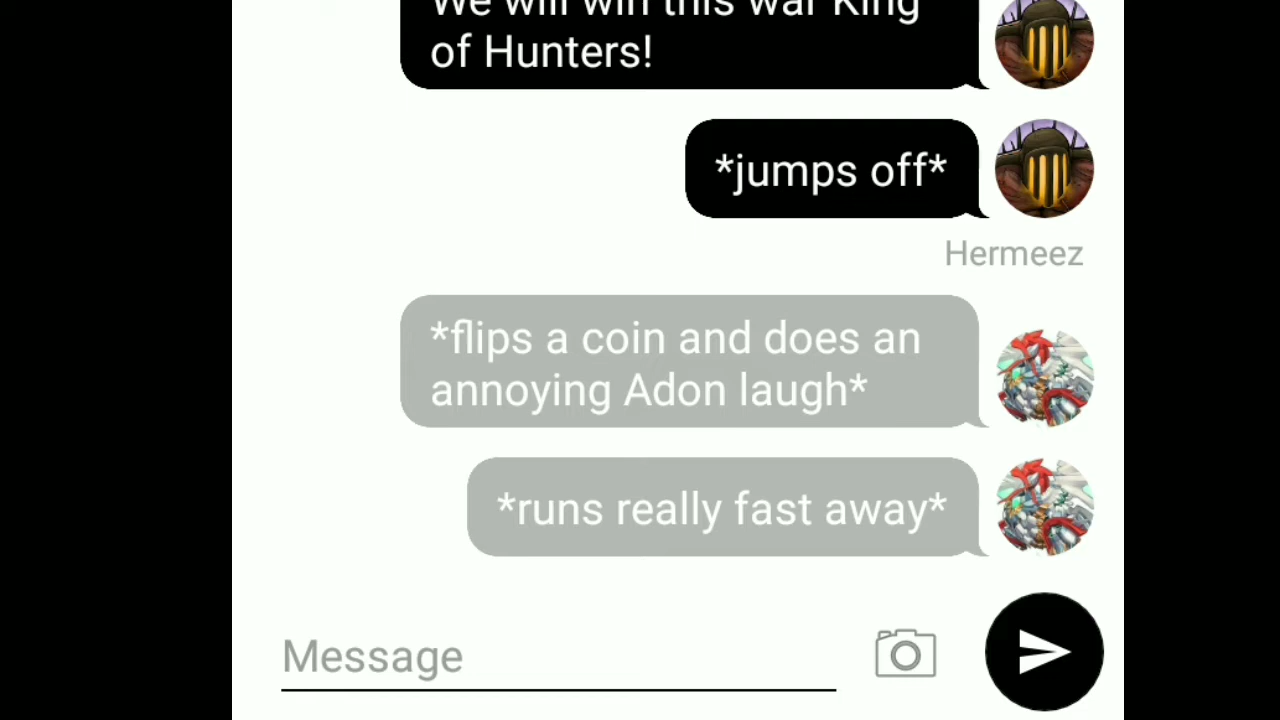 We will win this war King
of Hunters!
*jumps off*
Hermeez
*flips a coin and does an
annoying Adon laugh*
*runs really fast away*
Message